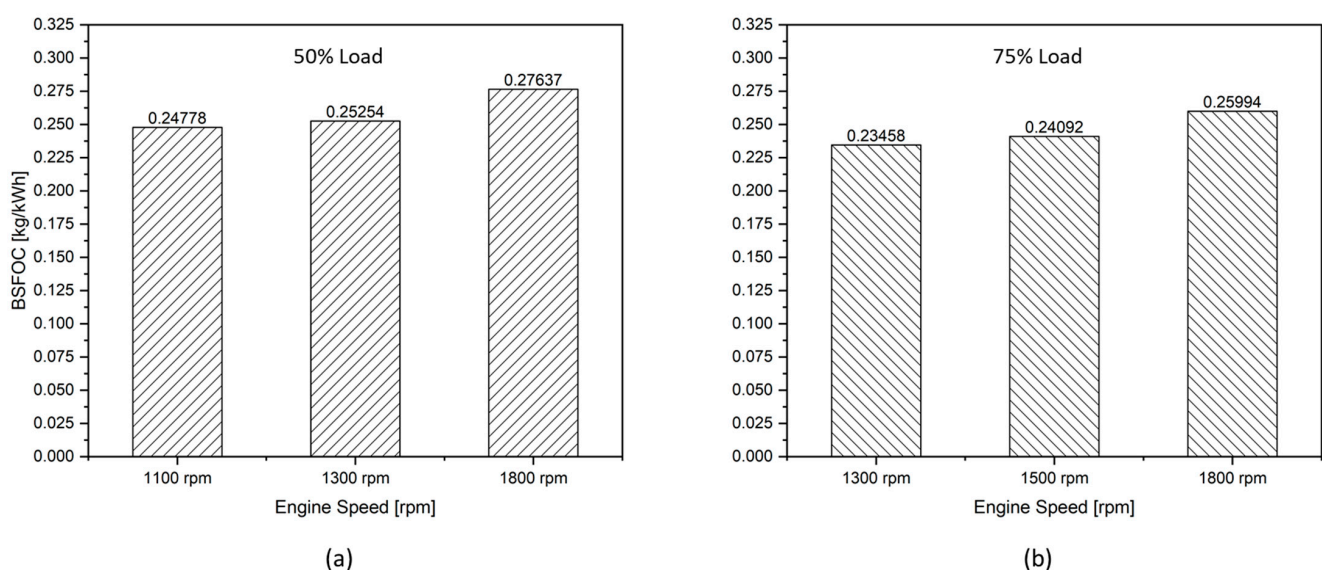 50% Load
0.325
0.300
0.275
0.250
0.225
0.200
0.175
0.150
0.125
0.100
0.075
0.050
0.025
0.000
BSFOC [kg/kWh]
0.24778
0.25254
0.27637
1100 rpm
1300 rpm
1800 rpm
Engine Speed [rpm]
(a)
75% Load
0.325
0.300
0.275
0.250
0.225
0.200
0.175
0.150
0.125
0.100
0.075
0.050
0.025
0.000
0.23458
0.24092
0.25994
1300 rpm
1500 rpm
1800 rpm
Engine Speed [rpm]
(b)